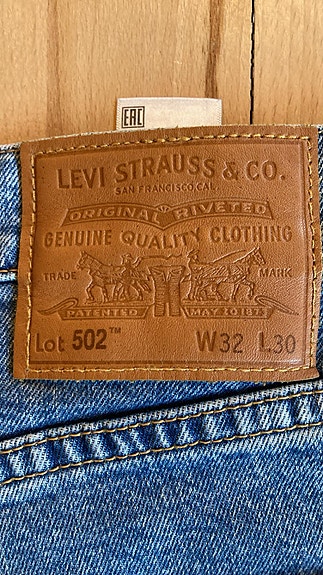 EAC
LEVI STRAUSS & CO.
SAN FRANCISCO, CAL.
ORIGINAL RIVETED
GENUINE QUALITY CLOTHING
TRADE MARK
PATENTED MAY 20 1873
Lot 502™ W32 L30